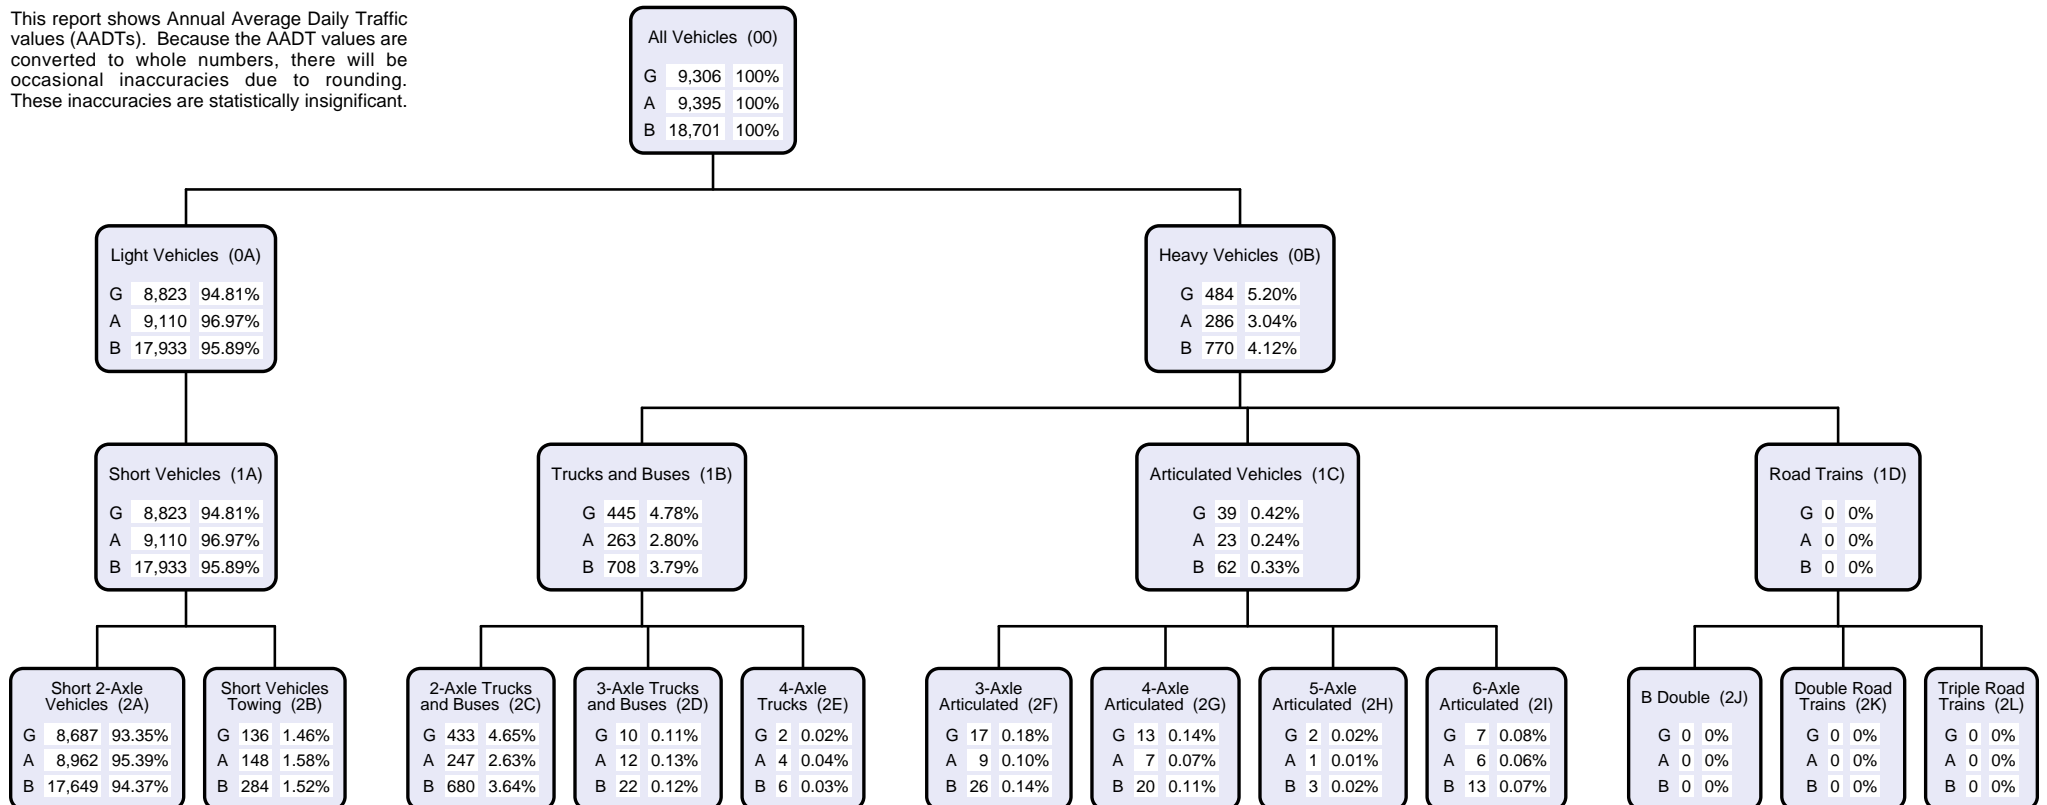 This report shows Annual Average Daily Traffic
values (AADTs). Because the AADT values are
converted to whole numbers, there will be
occasional inaccuracies due to rounding.
These inaccuracies are statistically insignificant.
All Vehicles (00)
G 9,306 100%
A 9,395 100%
B 18,701 100%
Light Vehicles (0A)
G 8,823 94.81%
A 9,110 96.97%
B 17,933 95.89%
Heavy Vehicles (0B)
G 484 5.20%
A 286 3.04%
B 770 4.12%
Short Vehicles (1A)
G 8,823 94.81%
A 9,110 96.97%
B 17,933 95.89%
Trucks and Buses (1B)
G 445 4.78%
A 263 2.80%
B 708 3.79%
Articulated Vehicles (1C)
G 39 0.42%
A 23 0.24%
B 62 0.33%
Road Trains (1D)
G 0 0%
A 0 0%
B 0 0%
Short 2-Axle
Vehicles (2A)
G 8,687 93.35%
A 8,962 95.39%
B 17,649 94.37%
Short Vehicles
Towing (2B)
G 136 1.46%
A 148 1.58%
B 284 1.52%
2-Axle Trucks
and Buses (2C)
G 433 4.65%
A 247 2.63%
B 680 3.64%
3-Axle Trucks
and Buses (2D)
G 10 0.11%
A 12 0.13%
B 22 0.12%
4-Axle
Trucks (2E)
G 2 0.02%
A 4 0.04%
B 6 0.03%
3-Axle
Articulated (2F)
G 17 0.18%
A 9 0.10%
B 26 0.14%
4-Axle
Articulated (2G)
G 13 0.14%
A 7 0.07%
B 20 0.11%
5-Axle
Articulated (2H)
G 2 0.02%
A 1 0.01%
B 3 0.02%
6-Axle
Articulated (2I)
G 7 0.08%
A 6 0.06%
B 13 0.07%
B Double (2J)
G 0 0%
A 0 0%
B 0 0%
Double Road
Trains (2K)
G 0 0%
A 0 0%
B 0 0%
Triple Road
Trains (2L)
G 0 0%
A 0 0%
B 0 0%